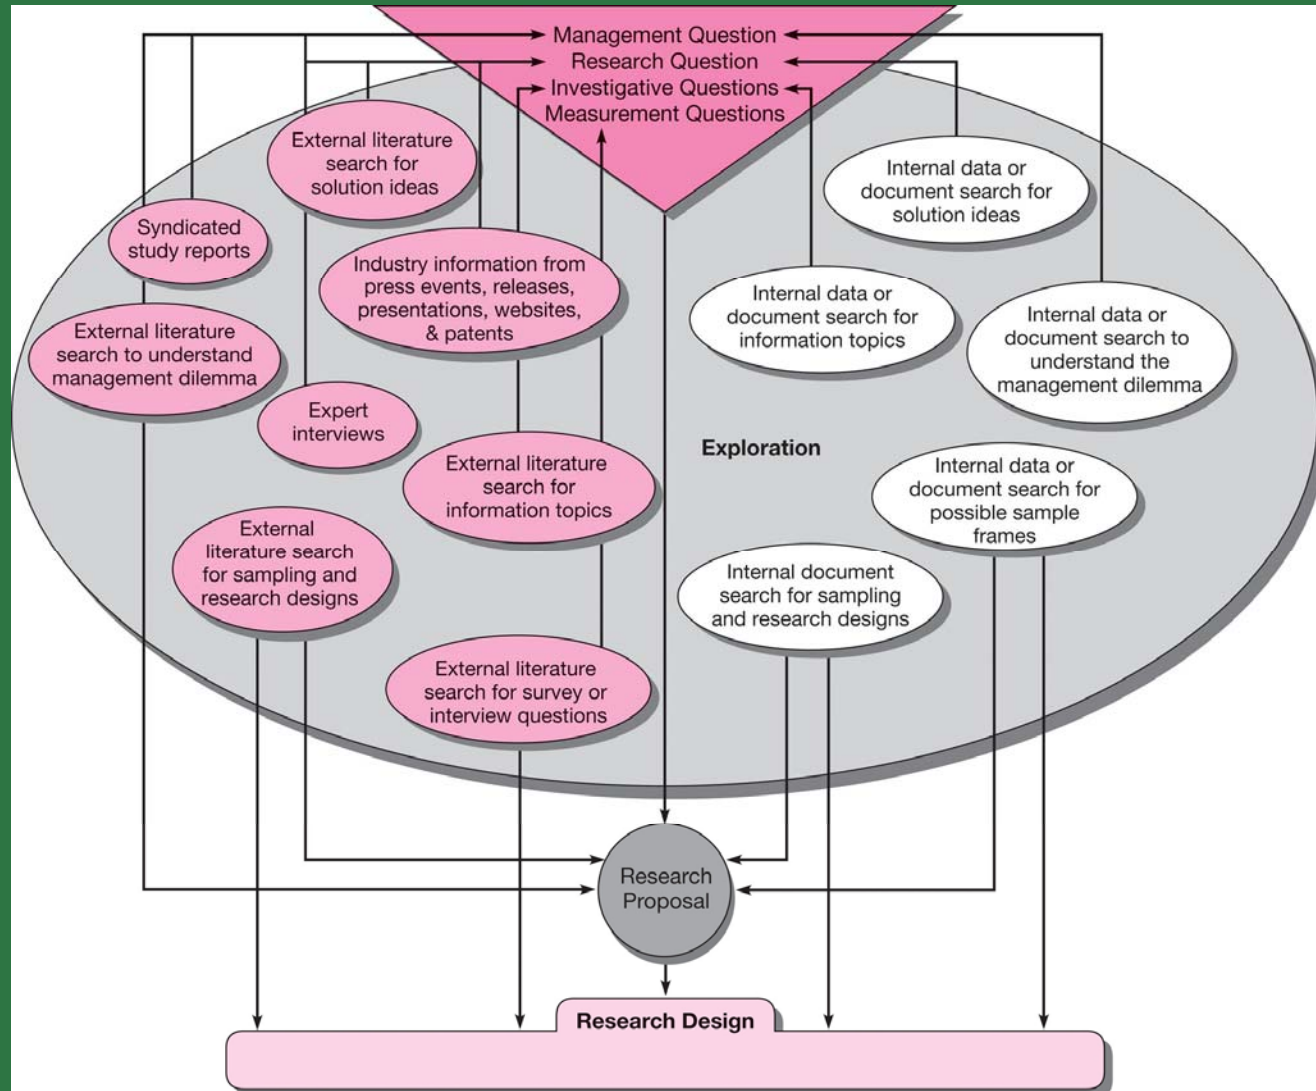 Management Question
Research Question
Investigative Questions
Measurement Questions
External literature
search for
solution ideas
Internal data or
document search for
solution ideas
Syndicated
study reports
Industry information from
press events, releases,
presentations, websites,
& patents
Internal data or
document search for
information topics
Internal data or
document search to
understand the
management dilemma
External literature
search to understand
management dilemma
Expert
interviews
Exploration
External literature
search for
information topics
Internal data or
document search for
possible sample
frames
External
literature search
for sampling and
research designs
Internal document
search for sampling
and research designs
External literature
search for survey or
interview questions
Research
Proposal
Research Design